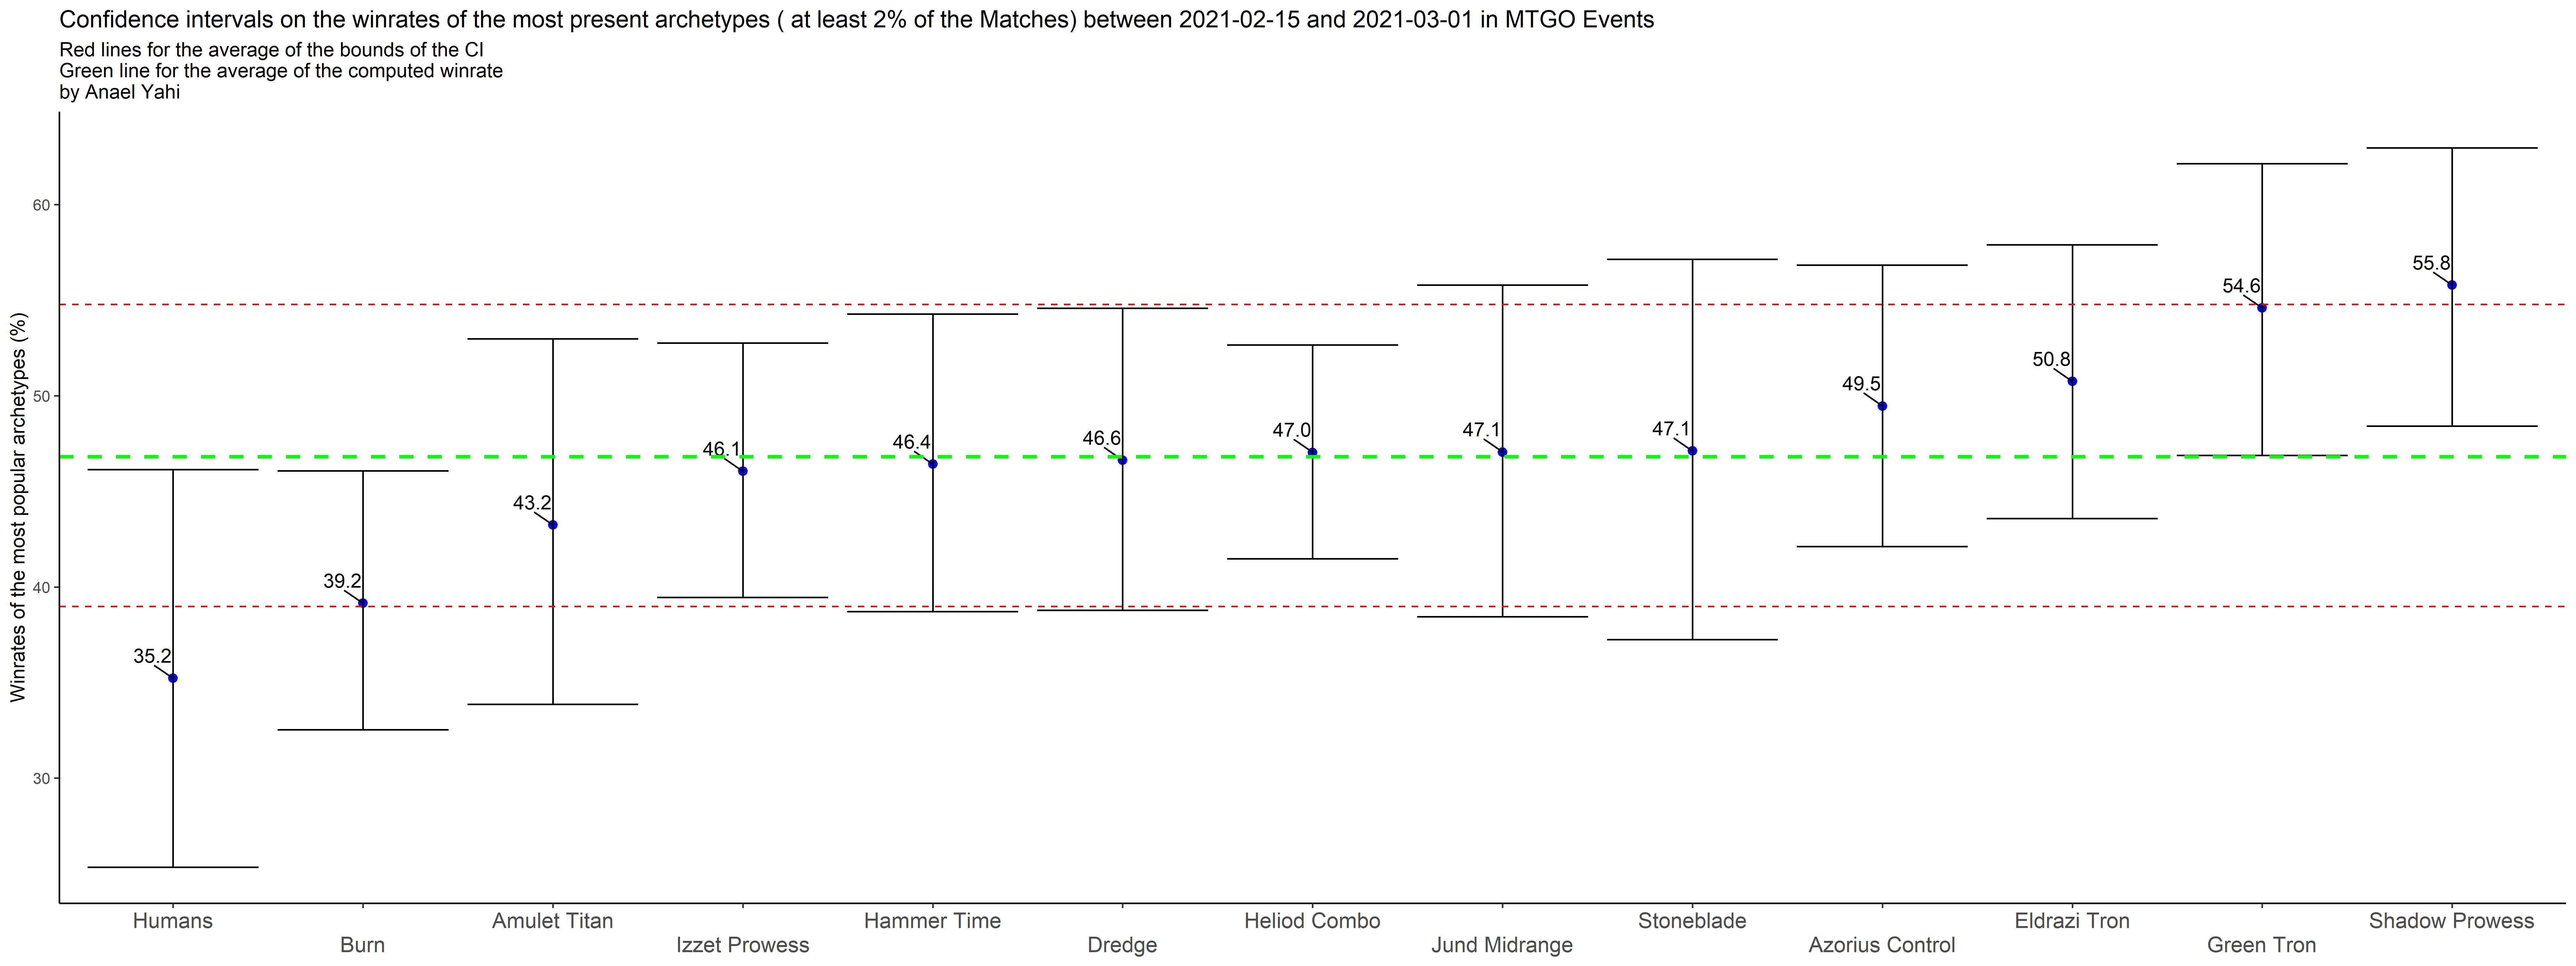 Confidence intervals on the winrates of the most present archetypes ( at least 2% of the Matches) between 2021-02-15 and 2021-03-01 in MTGO Events
Red lines for the average of the bounds of the CI
Green line for the average of the computed winrate
by Anael Yahi
Winrates of the most popular archetypes (%)
60
50
40
30
35.2
39.2
43.2
46.1
46.4
46.6
47.0
47.1
47.1
49.5
50.8
54.6
55.8
Humans
Burn
Amulet Titan
Izzet Prowess
Hammer Time
Dredge
Heliod Combo
Jund Midrange
Stoneblade
Azorius Control
Eldrazi Tron
Green Tron
Shadow Prowess